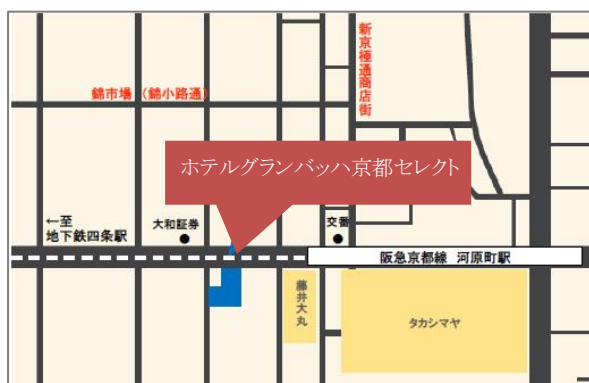 新京極通商店街
錦市場（錦小路通）
ホテルグランバッハ京都セレクト
←至
地下鉄四条駅
大和証券
交番
阪急京都線 河原町駅
藤井大丸
タカシマヤ